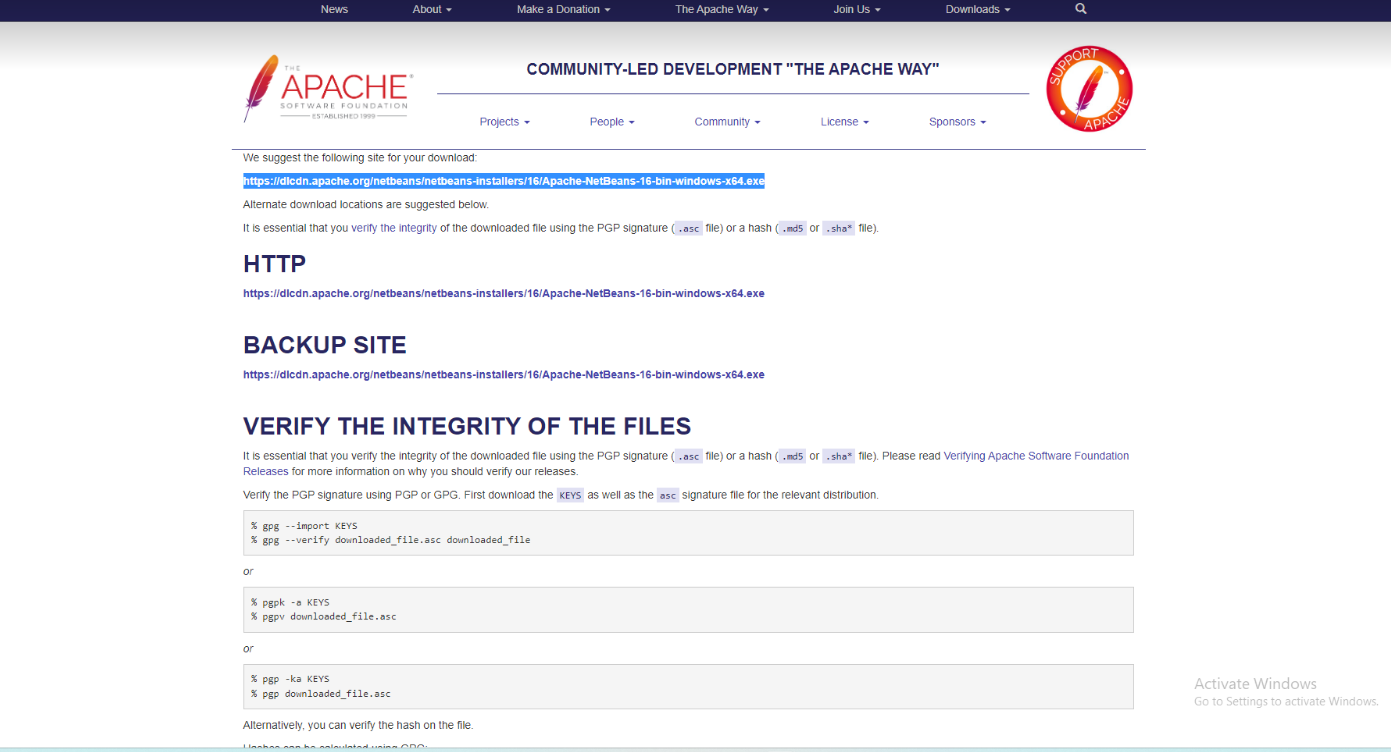 News About Make a Donation The Apache Way Join Us Downloads
THE
APACHE®
SOFTWARE FOUNDATION
ESTABLISHED 1999
COMMUNITY-LED DEVELOPMENT "THE APACHE WAY"
SUPPORT
APACHE
Projects People Community License Sponsors
We suggest the following site for your download:
https://dlcdn.apache.org/netbeans/netbeans-installers/16/Apache-NetBeans-16-bin-windows-x64.exe
Alternate download locations are suggested below.
It is essential that you verify the integrity of the downloaded file using the PGP signature ( .asc file) or a hash ( .md5 or .sha* file).
HTTP
https://dlcdn.apache.org/netbeans/netbeans-installers/16/Apache-NetBeans-16-bin-windows-x64.exe
BACKUP SITE
https://dlcdn.apache.org/netbeans/netbeans-installers/16/Apache-NetBeans-16-bin-windows-x64.exe
VERIFY THE INTEGRITY OF THE FILES
It is essential that you verify the integrity of the downloaded file using the PGP signature ( .asc file) or a hash ( .md5 or .sha* file). Please read Verifying Apache Software Foundation
Releases for more information on why you should verify our releases.
Verify the PGP signature using PGP or GPG. First download the KEYS as well as the asc signature file for the relevant distribution.
% gpg --import KEYS
% gpg --verify downloaded_file.asc downloaded_file
or
% pgpk -a KEYS
% pgpv downloaded_file.asc
or
% pgp -ka KEYS
% pgp downloaded_file.asc
Alternatively, you can verify the hash on the file.
Hashes can be calculated using GPG:
Activate Windows
Go to Settings to activate Windows.